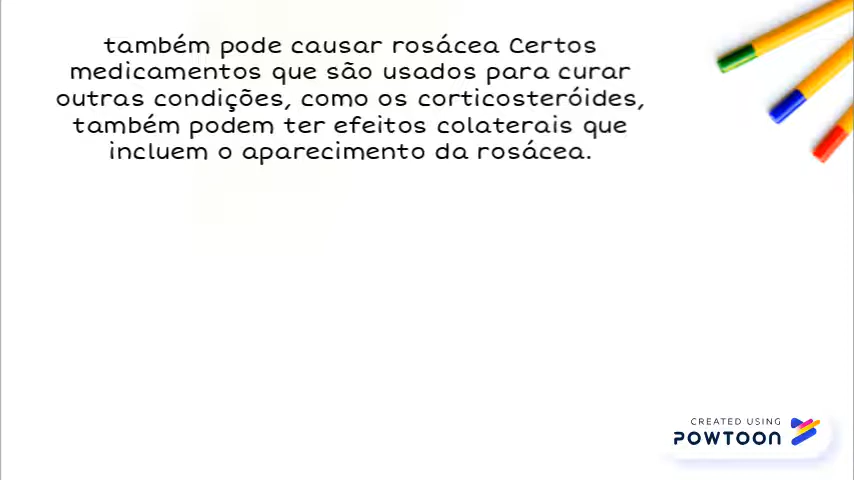 também pode causar rosácea Certos
medicamentos que são usados para curar
outras condições, como os corticosteróides,
também podem ter efeitos colaterais que
incluem o aparecimento da rosácea.
CREATED USING
POWTOON